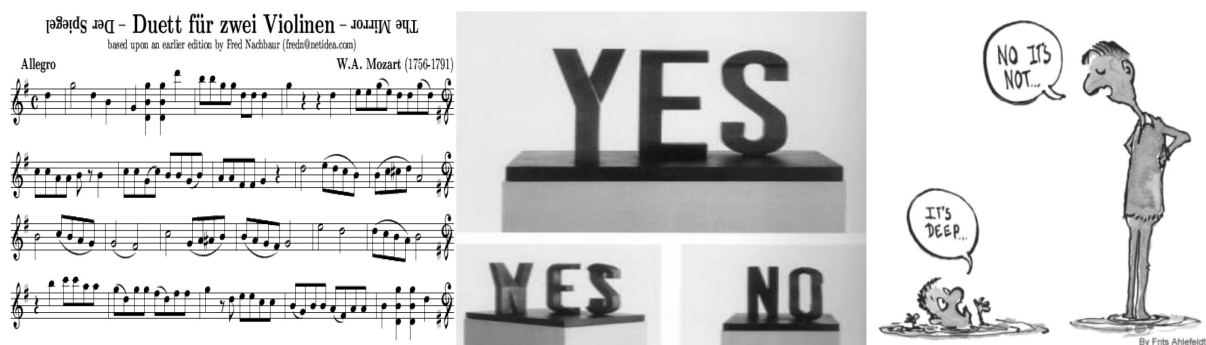 Der Spiegel – Duett für zwei Violinen – The Mirror
based upon an earlier edition by Fred Nachbaur (fredn@netidea.com)
Allegro
W.A. Mozart (1756-1791)
YES
YES
NO
NO IT'S
NOT...
IT'S
DEEP...
By Frits Ahlefeldt